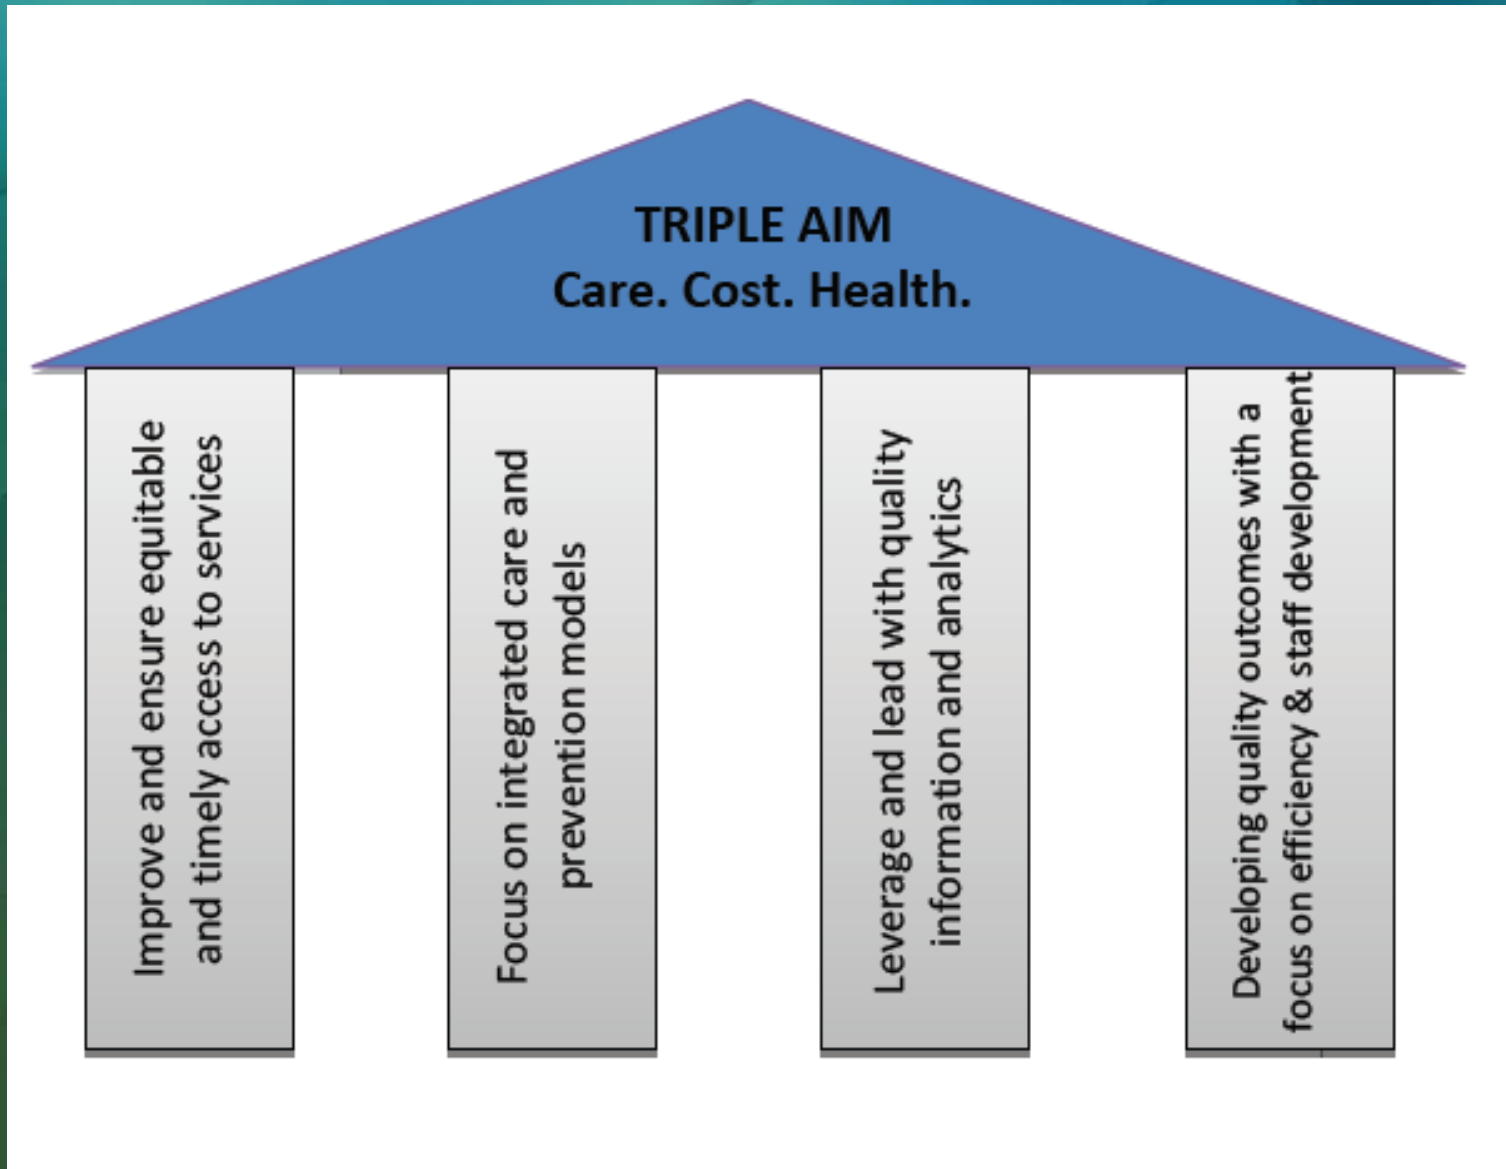 TRIPLE AIM
Care. Cost. Health.
Improve and ensure equitable
and timely access to services
Focus on integrated care and
prevention models
Leverage and lead with quality
information and analytics
Developing quality outcomes with a
focus on efficiency & staff development